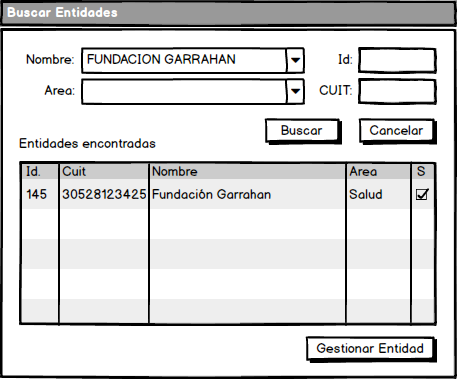 Buscar Entidades
Nombre: FUNDACION GARRAHAN Id:
Area: CUIT:
Buscar Cancelar
Entidades encontradas
Id. Cuit Nombre Area S
145 30528123425 Fundación Garrahan Salud
Gestionar Entidad